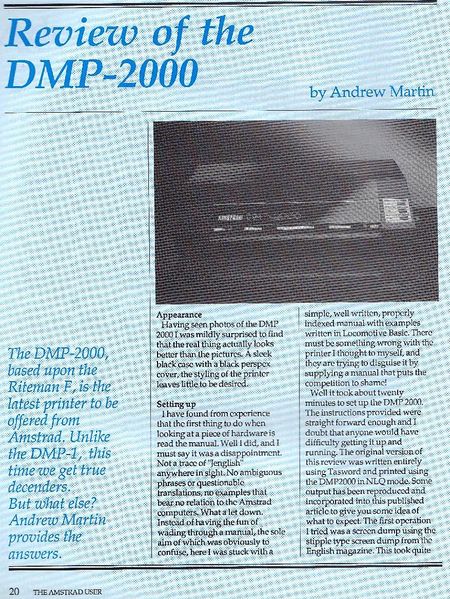 Review of the
DMP-2000
by Andrew Martin
AMSTRAD
The DMP-2000,
based upon the
Riteman F, is the
latest printer to be
offered from
Amstrad. Unlike
the DMP-1, this
time we get true
decenders.
But what else?
Andrew Martin
provides the
answers.
Appearance
Having seen photos of the DMP
2000 I was mildly surprised to find
that the real thing actually looks
better than the pictures. A sleek
black case with a black perspex
cover, the styling of the printer
leaves little to be desired.
Setting up
I have found from experience
that the first thing to do when
looking at a piece of hardware is
read the manual. Well I did, and I
must say it was a disappointment.
Not a trace of "Jenglish"
anywhere in sight. No ambiguous
phrases or questionable
translations, no examples that
bear no relation to the Amstrad
computers. What a let down.
Instead of having the fun of
wading through a manual, the sole
aim of which was obviously to
confuse, here I was stuck with a
simple, well written, properly
indexed manual with examples
written in Locomotive Basic. There
must be something wrong with the
printer I thought to myself, and
they are trying to disguise it by
supplying a manual that puts the
competition to shame!
Well it took about twenty
minutes to set up the DMP 2000.
The instructions provided were
straight forward enough and I
doubt that anyone would have
difficulty getting it up and
running. The original version of
this review was written entirely
using Tasword and printed using
the DMP2000 in NLQ mode. Some
output has been reproduced and
incorporated into this published
article to give you some idea of
what to expect. The first operation
I tried was a screen dump using the
stipple type screen dump from the
English magazine. This took quite
20 THE AMSTRAD USER